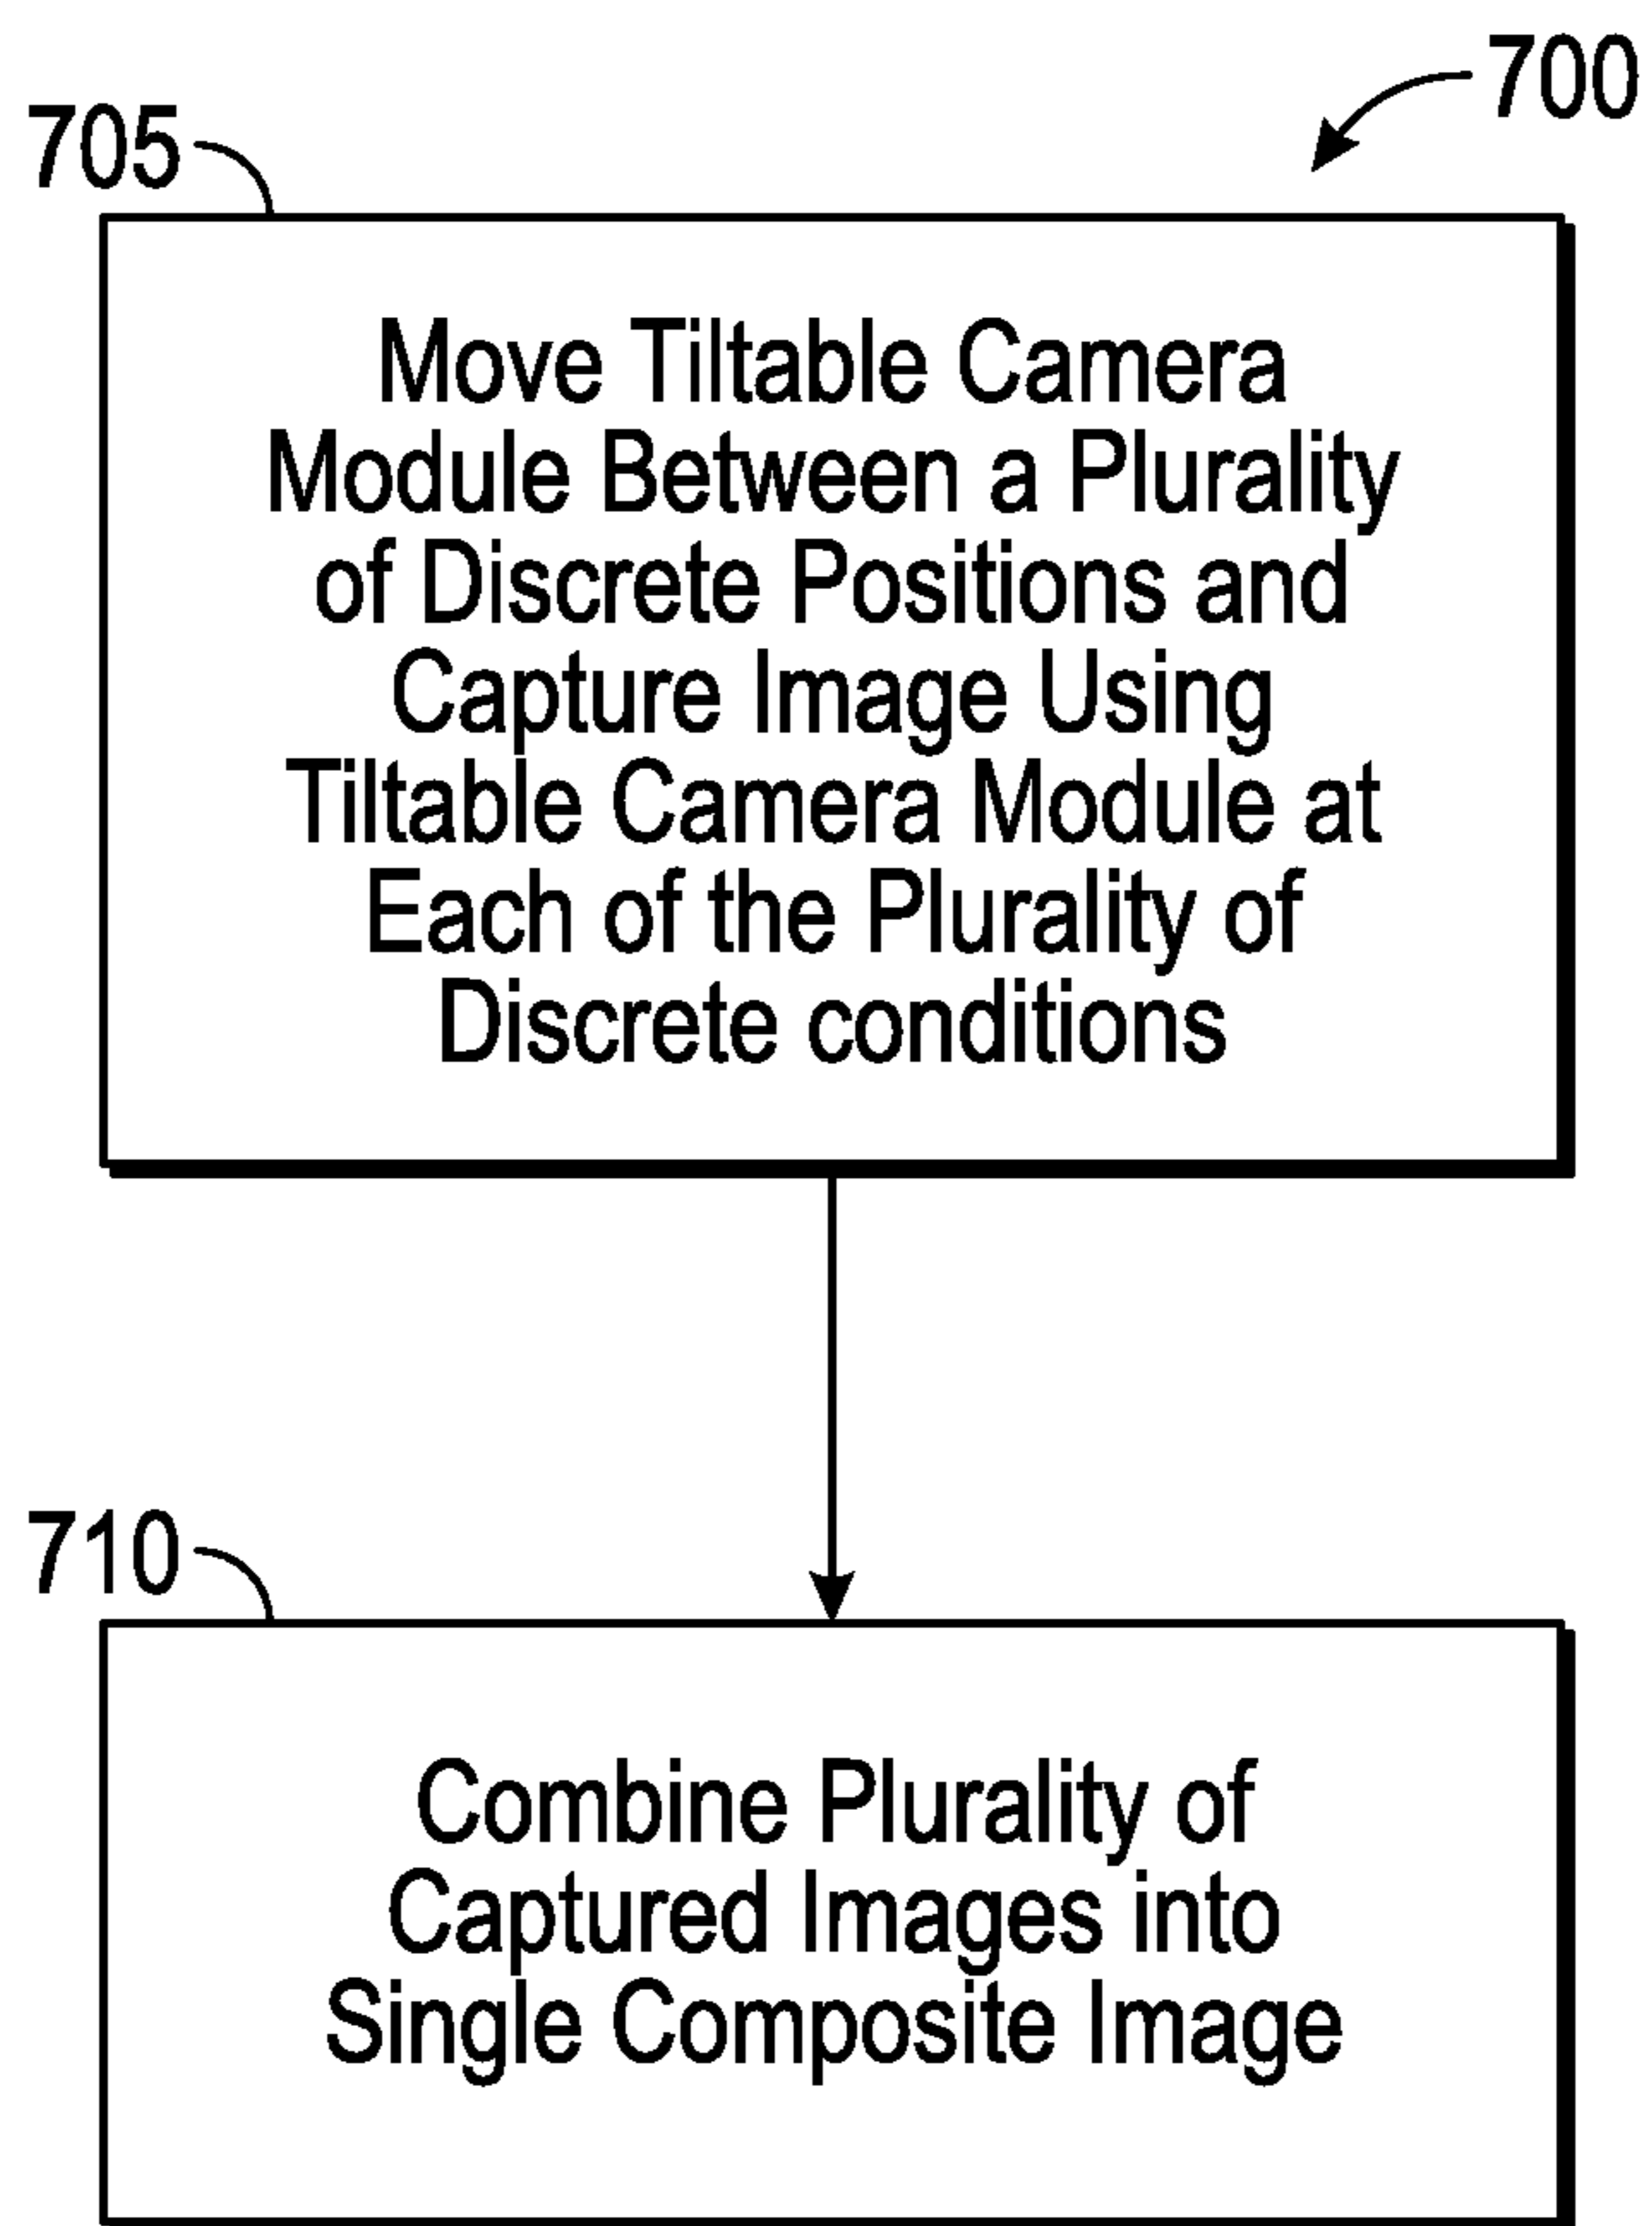 700
705
Move Tiltable Camera
Module Between a Plurality
of Discrete Positions and
Capture Image Using
Tiltable Camera Module at
Each of the Plurality of
Discrete conditions
710
Combine Plurality of
Captured Images into
Single Composite Image